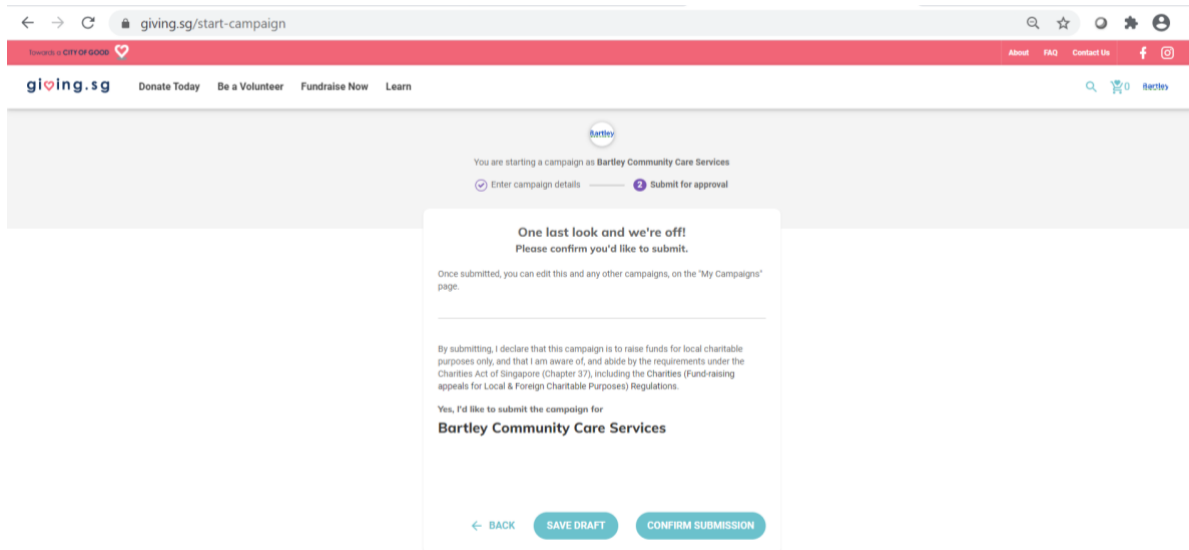 giving.sg/start-campaign
Towards a CITY OF GOOD
About FAQ Contact Us
giving.sg Donate Today Be a Volunteer Fundraise Now Learn 0 Bartley
Bartley
You are starting a campaign as Bartley Community Care Services
Enter campaign details 2 Submit for approval
One last look and we're off!
Please confirm you'd like to submit.
Once submitted, you can edit this and any other campaigns, on the "My Campaigns"
page.
By submitting, I declare that this campaign is to raise funds for local charitable
purposes only, and that I am aware of, and abide by the requirements under the
Charities Act of Singapore (Chapter 37), including the Charities (Fund-raising
appeals for Local & Foreign Charitable Purposes) Regulations.
Yes, I'd like to submit the campaign for
Bartley Community Care Services
BACK SAVE DRAFT CONFIRM SUBMISSION